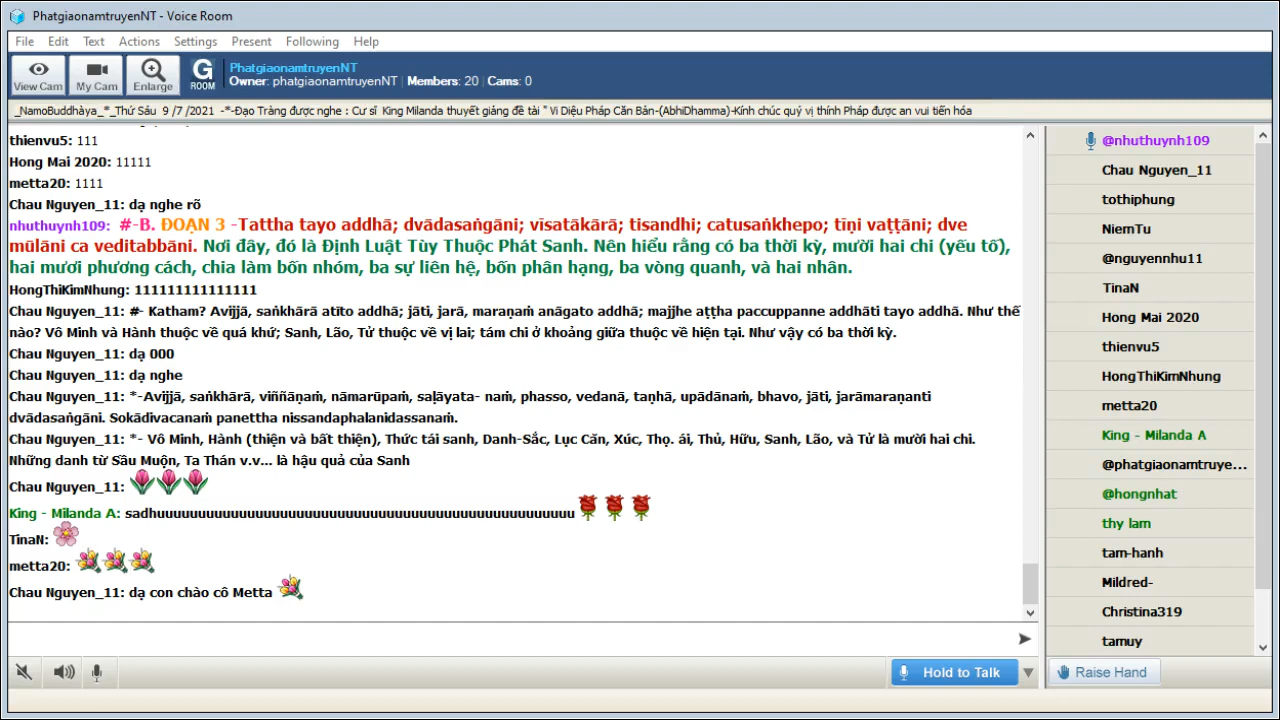 PhatgiaonamtruyenNT - Voice Room
File Edit Text Actions Settings Present Following Help
View Cam My Cam Enlarge G ROOM
PhatgiaonamtruyenNT
Owner: phatgiaonamtruyenNT | Members: 20 | Cams: 0
_NamoBuddhàya_*_Thứ Sáu 9 /7 /2021 -*-Đạo Tràng được nghe : Cư sĩ King Milanda thuyết giảng đề tài " Vi Diệu Pháp Căn Bản-(AbhiDhamma)-Kính chúc quý vị thính Pháp được an vui tiến hóa
thienvu5: 111
Hong Mai 2020: 11111
metta20: 1111
Chau Nguyen_11: dạ nghe rõ
nhuthuynh109: #-B. ĐOẠN 3 -Tattha tayo addhā; dvādasaṅgāni; vīsatākārā; tisandhi; catusaṅkhepo; tīṇi vaṭṭāni; dve
mūlāni ca veditabbāni. Nơi đây, đó là Định Luật Tùy Thuộc Phát Sanh. Nên hiểu rằng có ba thời kỳ, mười hai chi (yếu tố),
hai mươi phương cách, chia làm bốn nhóm, ba sự liên hệ, bốn phân hạng, ba vòng quanh, và hai nhân.
HongThiKimNhung: 1111111111111111
Chau Nguyen_11: #- Katham? Avijjā, saṅkhārā atīto addhā; jāti, jarā, maraṇaṁ anāgato addhā; majjhe aṭṭha paccuppanne addhāti tayo addhā. Như thế
nào? Vô Minh và Hành thuộc về quá khứ; Sanh, Lão, Tử thuộc về vị lai; tám chi ở khoảng giữa thuộc về hiện tại. Như vậy có ba thời kỳ.
Chau Nguyen_11: dạ 000
Chau Nguyen_11: dạ nghe
Chau Nguyen_11: *-Avijjā, saṅkhārā, viññāṇaṁ, nāmarūpaṁ, saḷāyata- naṁ, phasso, vedanā, taṇhā, upādānaṁ, bhavo, jāti, jarāmaraṇanti
dvādasaṅgāni. Sokādivacanaṁ panettha nissandaphalanidassanaṁ.
Chau Nguyen_11: *- Vô Minh, Hành (thiện và bất thiện), Thức tái sanh, Danh-Sắc, Lục Căn, Xúc, Thọ. ái, Thủ, Hữu, Sanh, Lão, và Tử là mười hai chi.
Những danh từ Sầu Muộn, Ta Thán v.v... là hậu quả của Sanh
Chau Nguyen_11:
King - Milanda A: sadhuuuuuuuuuuuuuuuuuuuuuuuuuuuuuuuuuuuuuuuuuuuuuuuuuu
TinaN:
metta20:
Chau Nguyen_11: dạ con chào cô Metta
Hold to Talk
@nhuthuynh109
Chau Nguyen_11
tothiphung
NiemTu
@nguyennhu11
TinaN
Hong Mai 2020
thienvu5
HongThiKimNhung
metta20
King - Milanda A
@phatgiaonamtruye...
@hongnhat
thy lam
tam-hanh
Mildred-
Christina319
tamuy
Raise Hand